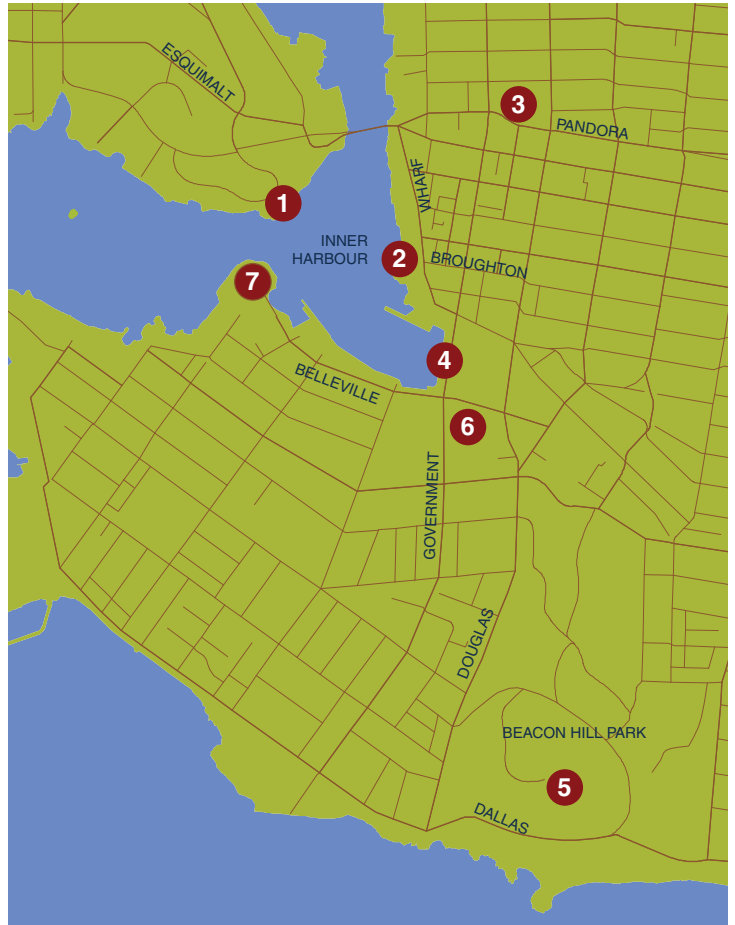 ESQUIMALT
3
PANDORA
WHARF
1
INNER
HARBOUR
2
BROUGHTON
7
4
BELLEVILLE
6
GOVERNMENT
DOUGLAS
BEACON HILL PARK
5
DALLAS